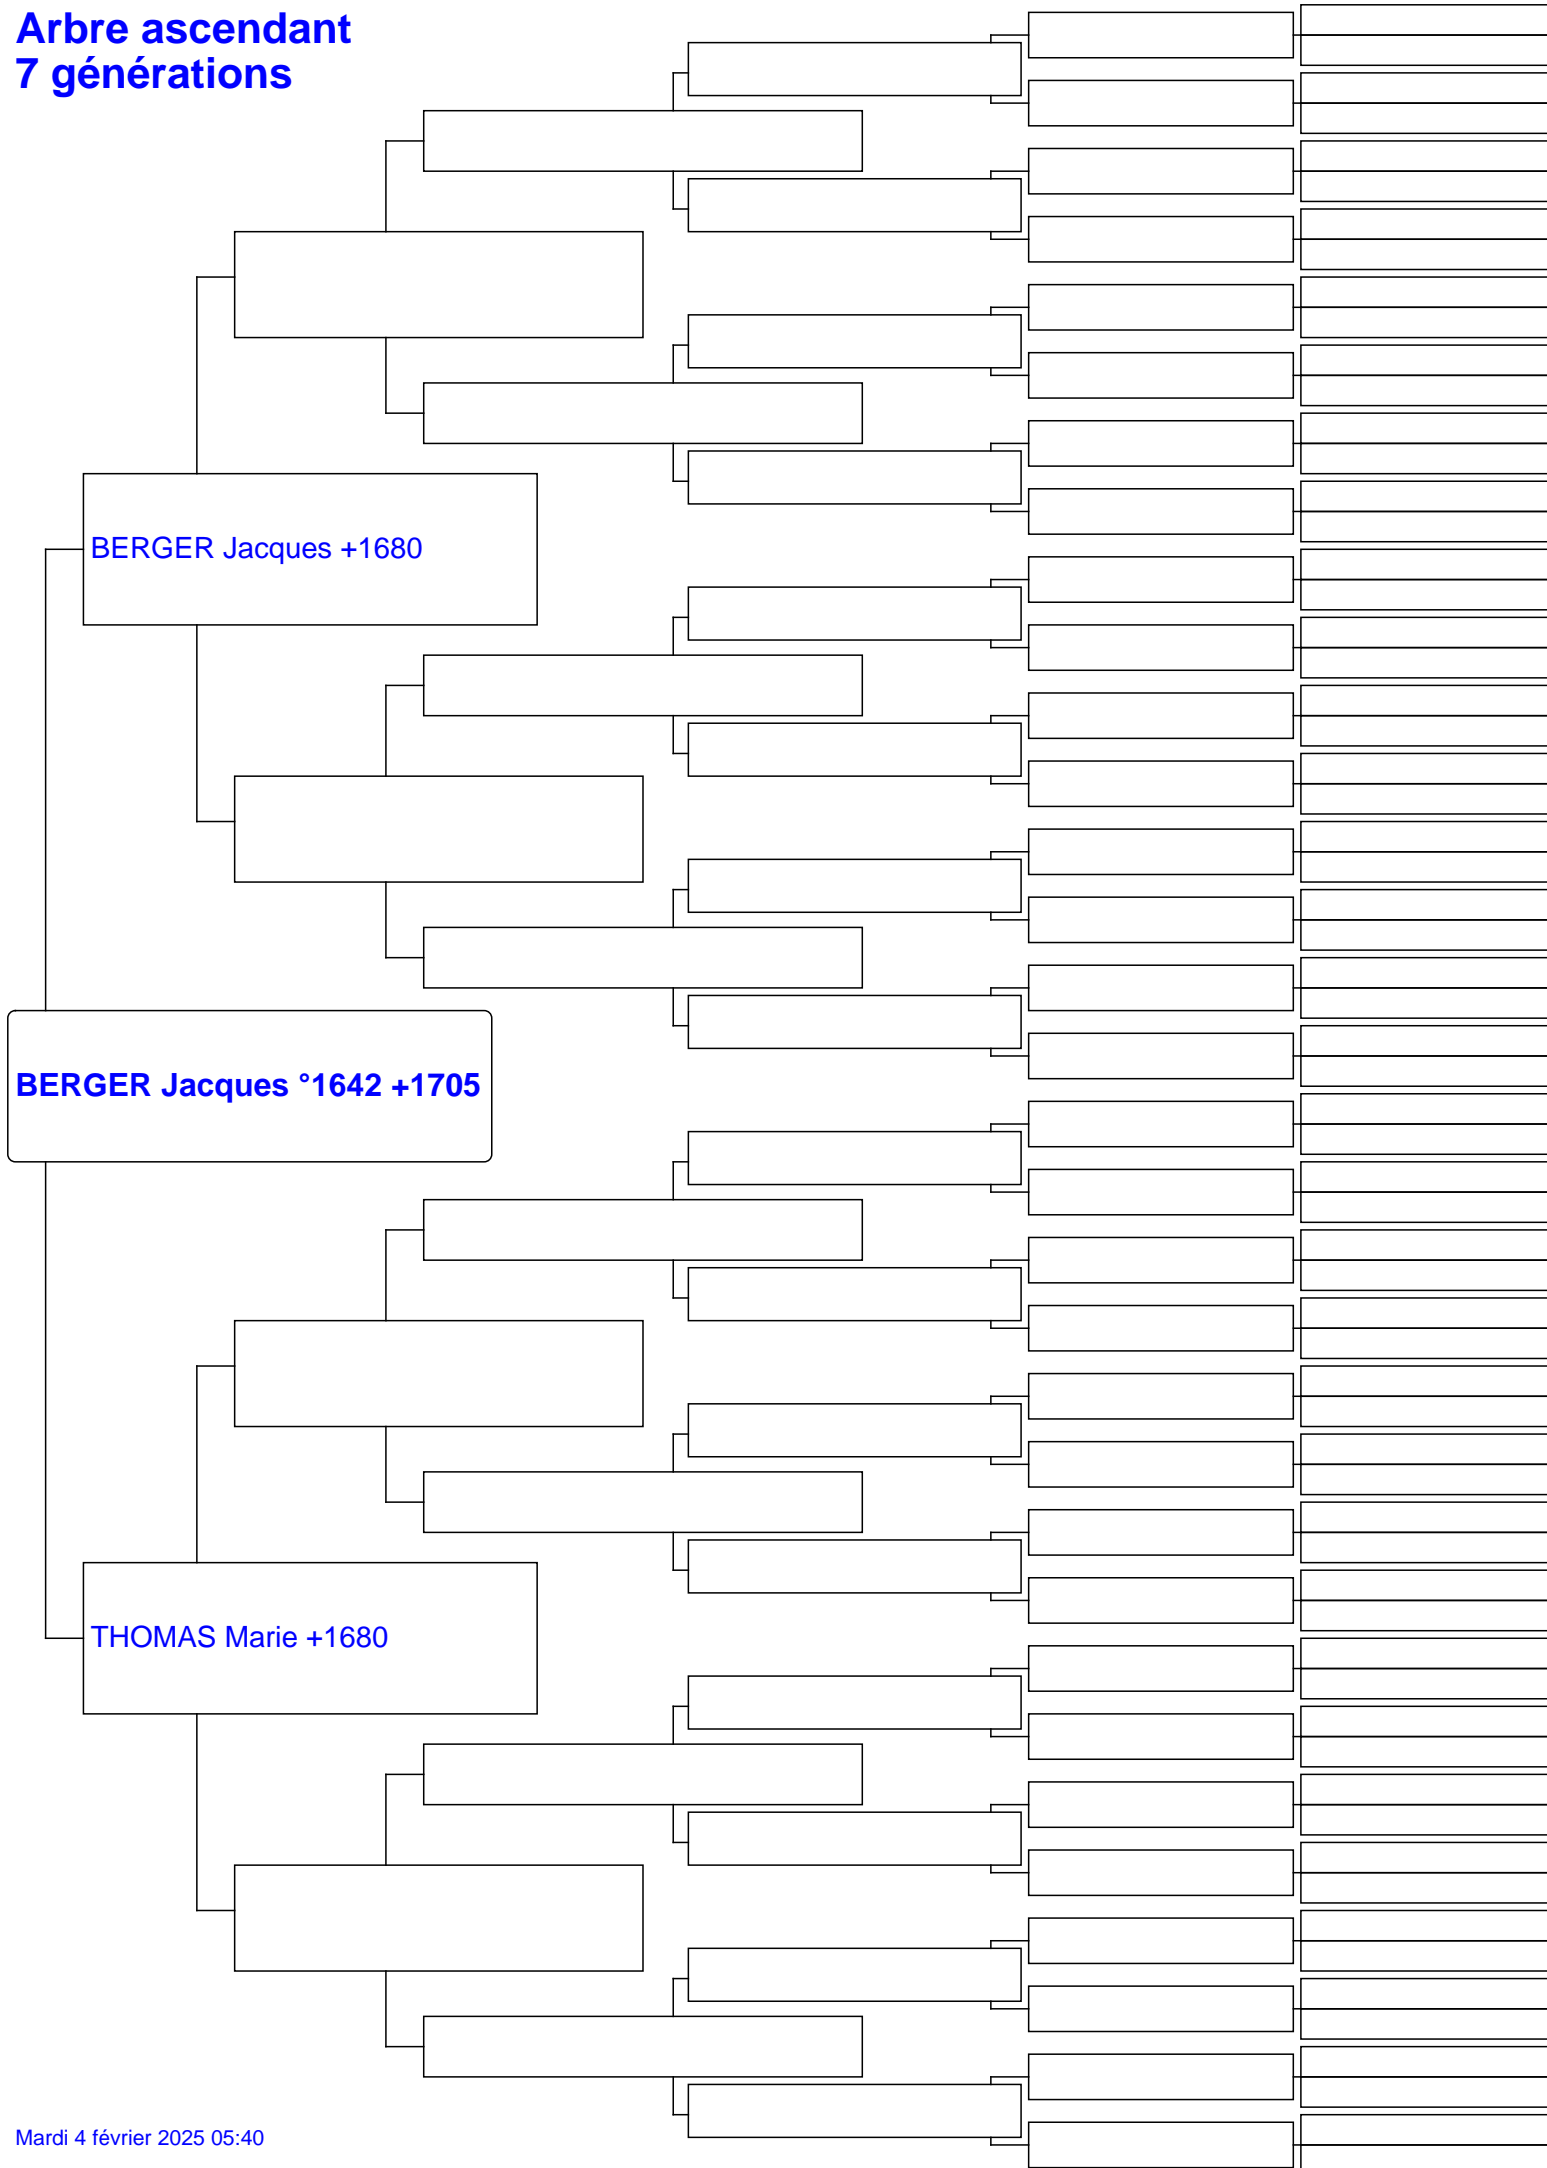 Arbre ascendant
7 générations
BERGER Jacques +1680
BERGER Jacques °1642 +1705
THOMAS Marie +1680
Mardi 4 février 2025 05:40